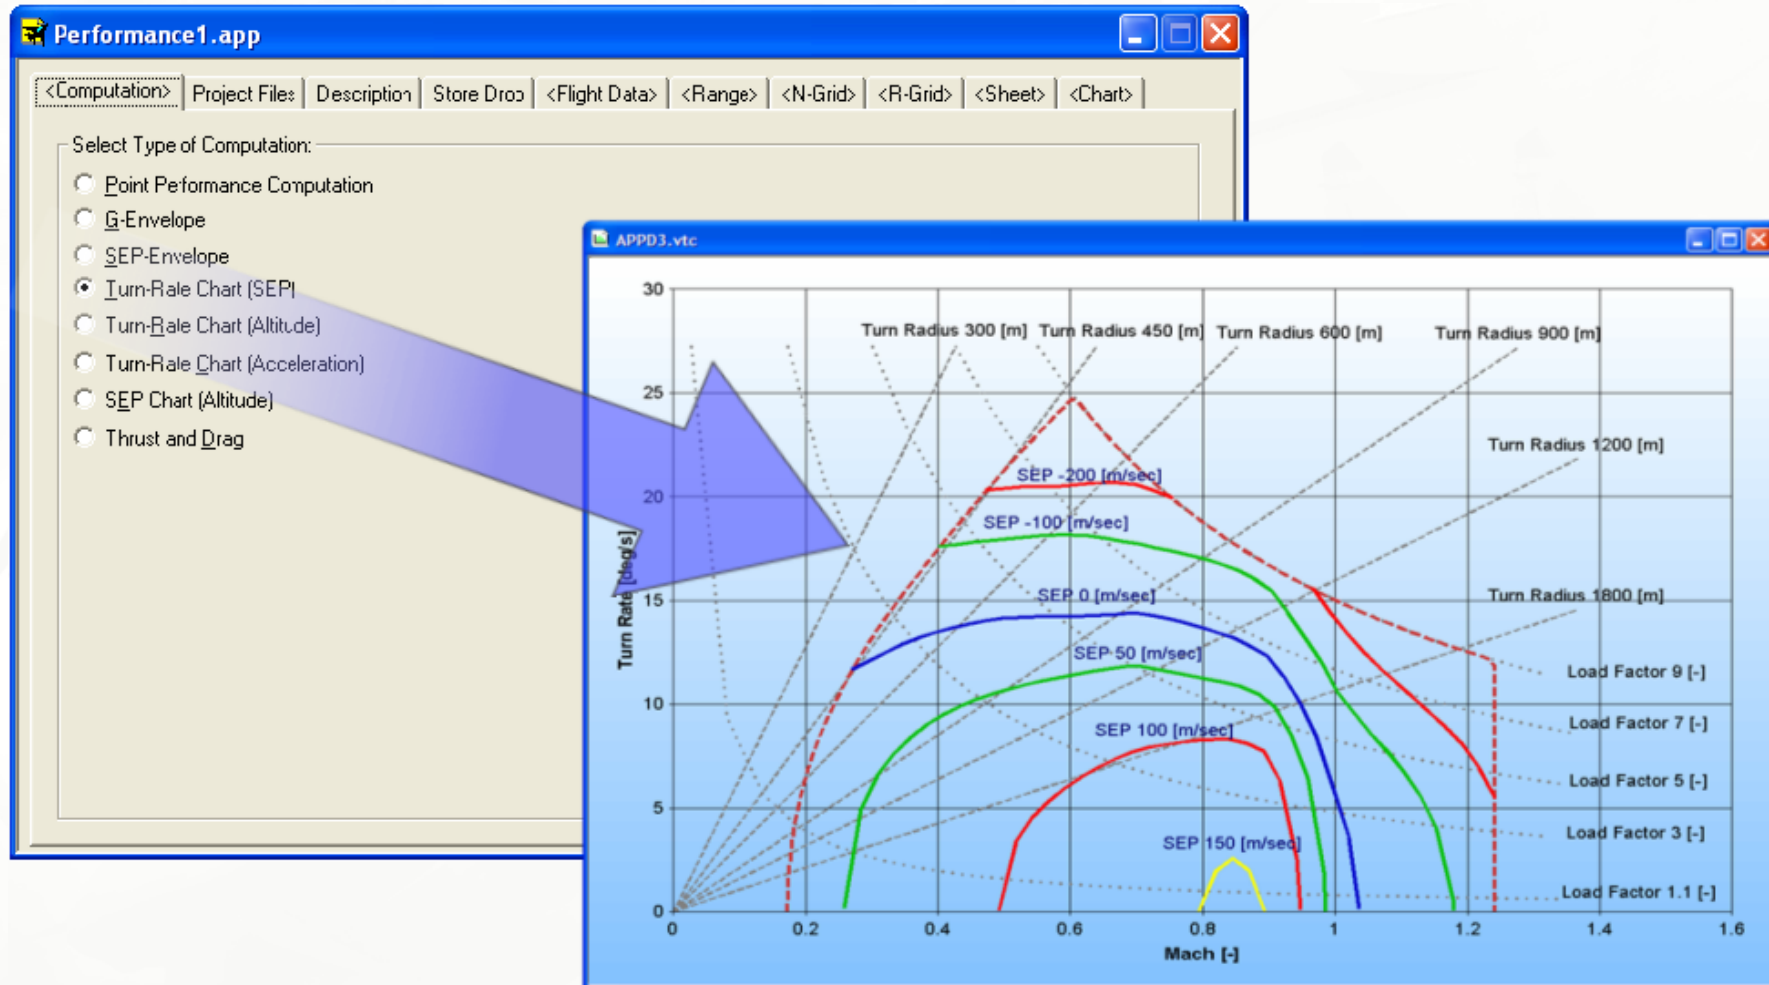 Performance1.app
<Computation> Project Files Description Store Drop <Flight Data> <Range> <N-Grid> <R-Grid> <Sheet> <Chart>
Select Type of Computation:
Point Performance Computation
G-Envelope
SEP-Envelope
Turn-Rate Chart (SEP)
Turn-Rate Chart (Altitude)
Turn-Rate Chart (Acceleration)
SEP Chart (Altitude)
Thrust and Drag
APPD3.vtc
30
25
20
15
10
5
0
Turn Rate [deg/s]
Turn Radius 300 [m] Turn Radius 450 [m] Turn Radius 600 [m] Turn Radius 900 [m]
Turn Radius 1200 [m]
SEP -200 [m/sec]
SEP -100 [m/sec]
SEP 0 [m/sec] Turn Radius 1800 [m]
SEP 50 [m/sec]
Load Factor 9 [-]
SEP 100 [m/sec] Load Factor 7 [-]
Load Factor 5 [-]
Load Factor 3 [-]
SEP 150 [m/sec]
Load Factor 1.1 [-]
0 0.2 0.4 0.6 0.8 1 1.2 1.4 1.6
Mach [-]